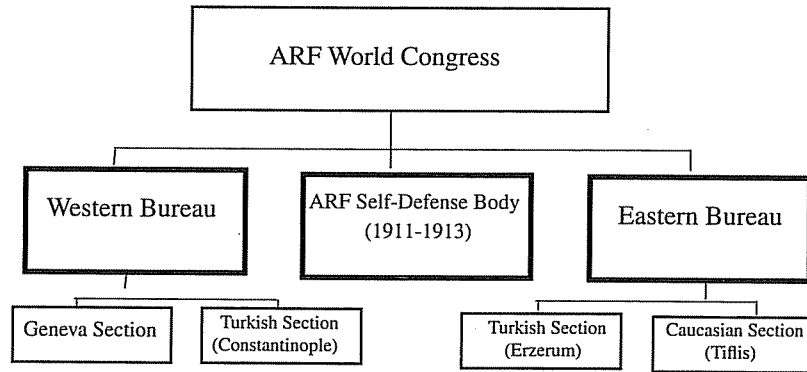 ARF World Congress
Western Bureau
ARF Self-Defense Body
(1911-1913)
Eastern Bureau
Geneva Section
Turkish Section
(Constantinople)
Turkish Section
(Erzerum)
Caucasian Section
(Tiflis)